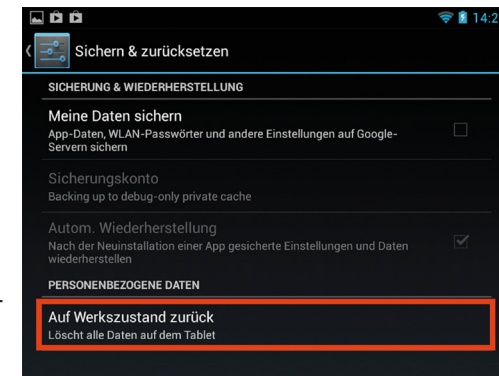 14:2
Sichern & zurücksetzen
SICHERUNG & WIEDERHERSTELLUNG
Meine Daten sichern
App-Daten, WLAN-Passwörter und andere Einstellungen auf Google-
Servern sichern
Sicherungskonto
Backing up to debug-only private cache
Autom. Wiederherstellung
Nach der Neuinstallation einer App gesicherte Einstellungen und Daten
wiederherstellen
PERSONENBEZOGENE DATEN
Auf Werkszustand zurück
Löscht alle Daten auf dem Tablet